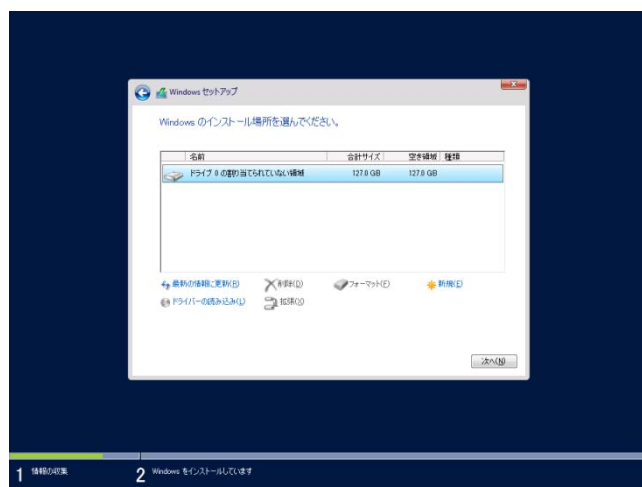 Windows セットアップ
Windows のインストール場所を選んでください。
名前 合計サイズ 空き領域 種類
ドライブ 0 の割り当てられていない領域 127.0 GB 127.0 GB
最新の情報に更新(R) 削除(D) フォーマット(F) 新規(E)
ドライバーの読み込み(L) 拡張(X)
次へ(N)
1 情報の収集 2 Windows をインストールしています